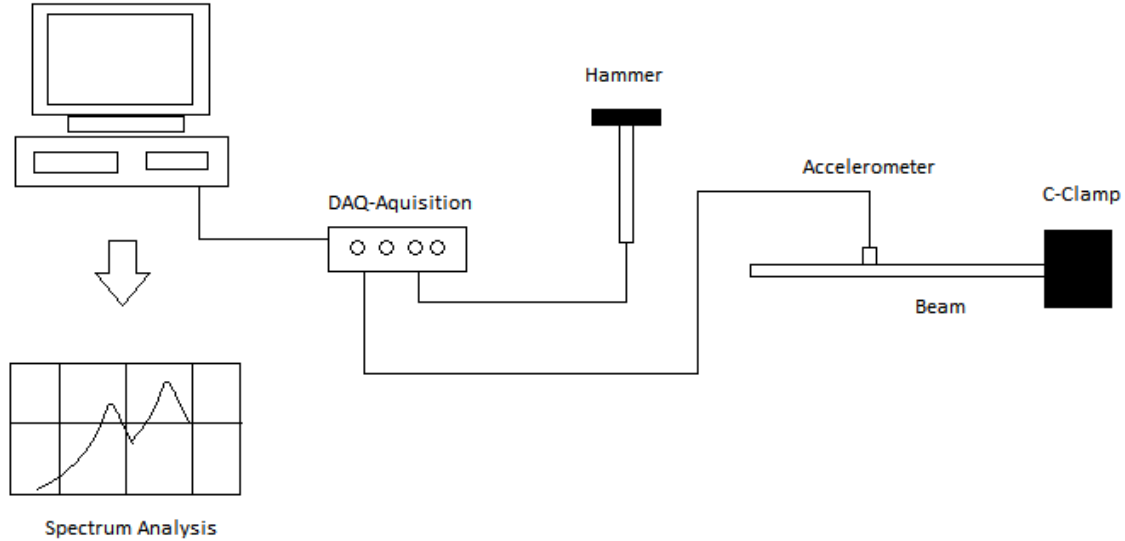 Hammer
Accelerometer
C-Clamp
DAQ-Aquisition
Beam
Spectrum Analysis